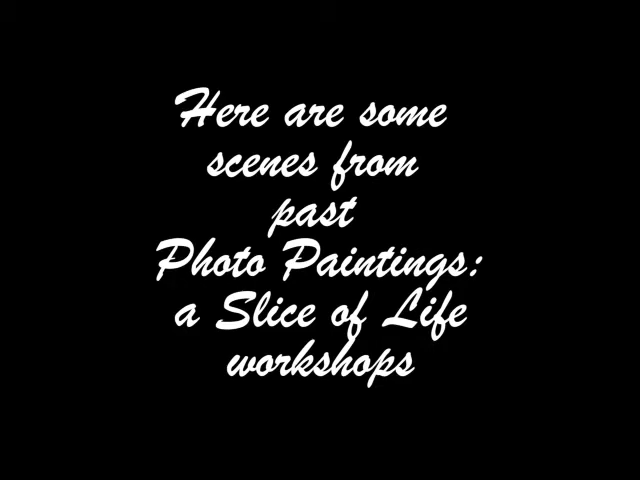 Here are some
scenes from
past
Photo Paintings:
a Slice of Life
workshops